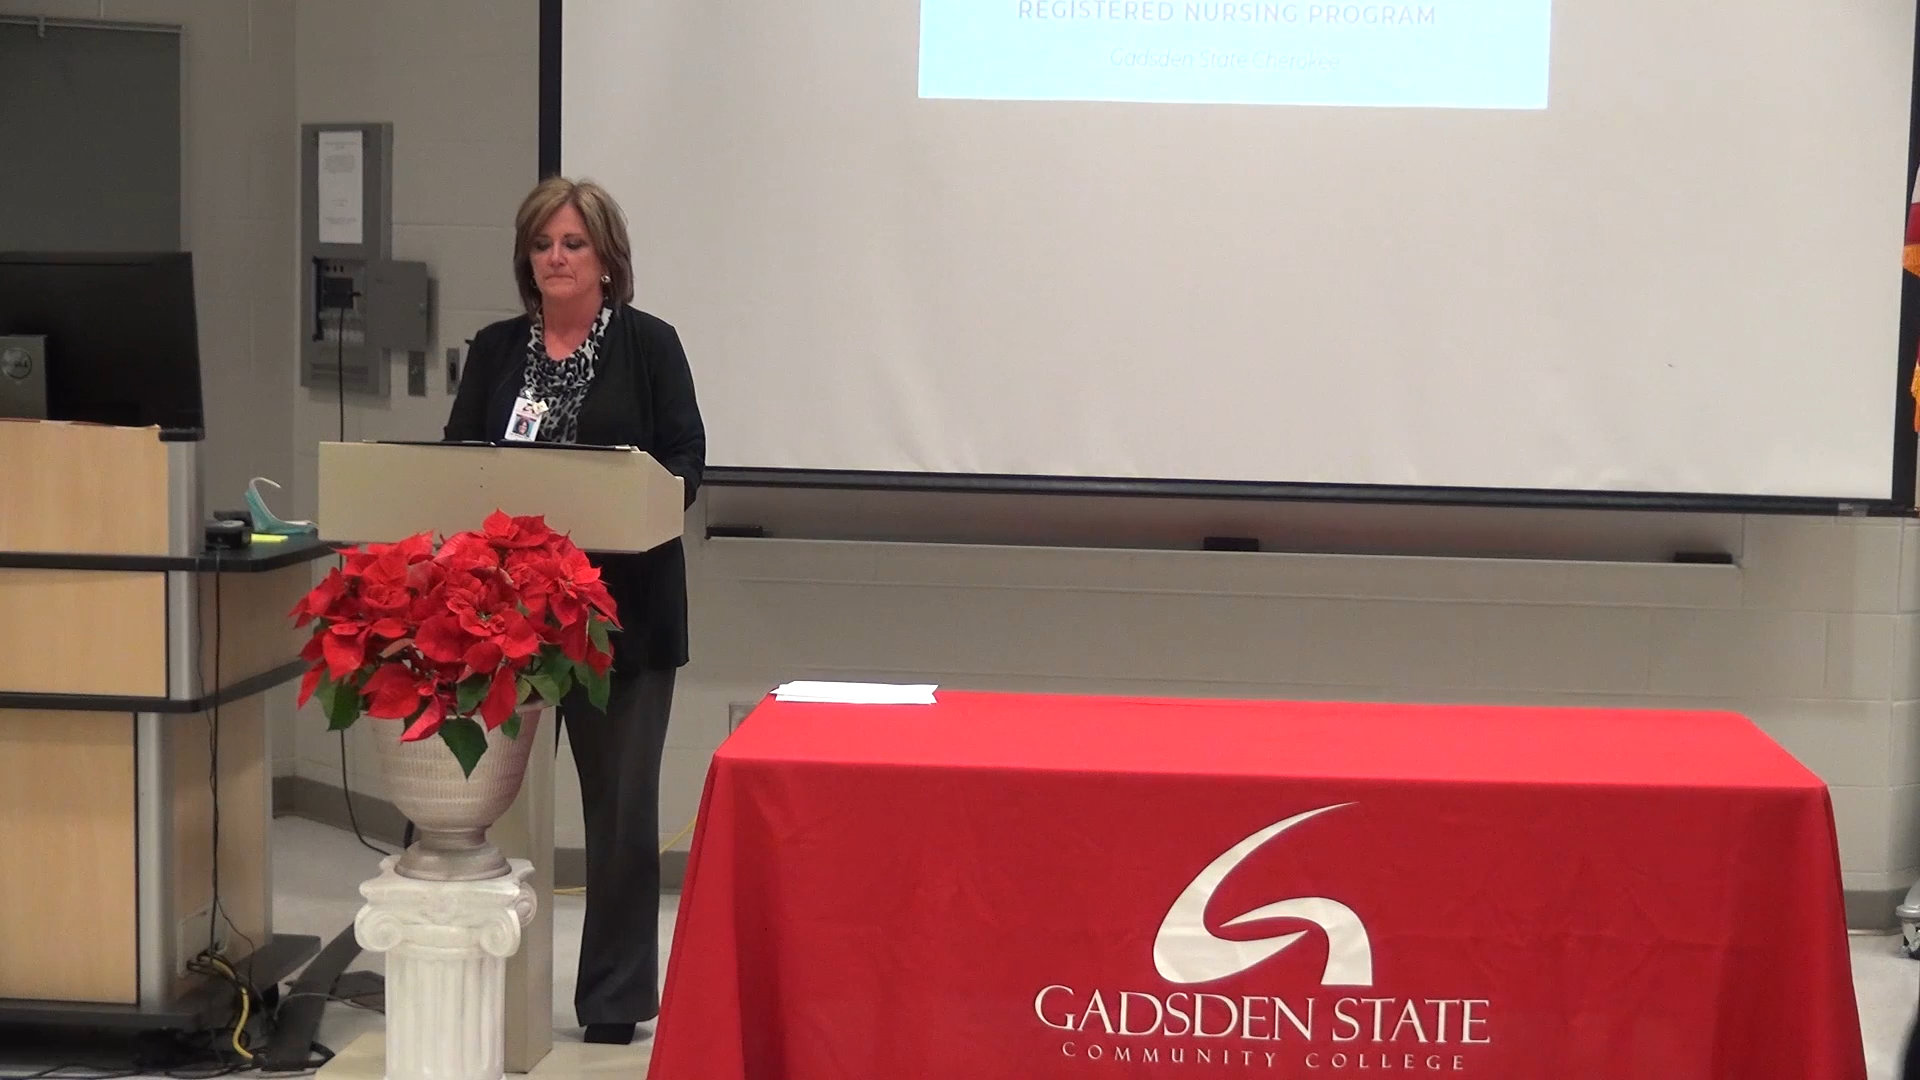 REGISTERED NURSING PROGRAM
Gadsden State Cherokee
GADSDEN STATE
COMMUNITY COLLEGE